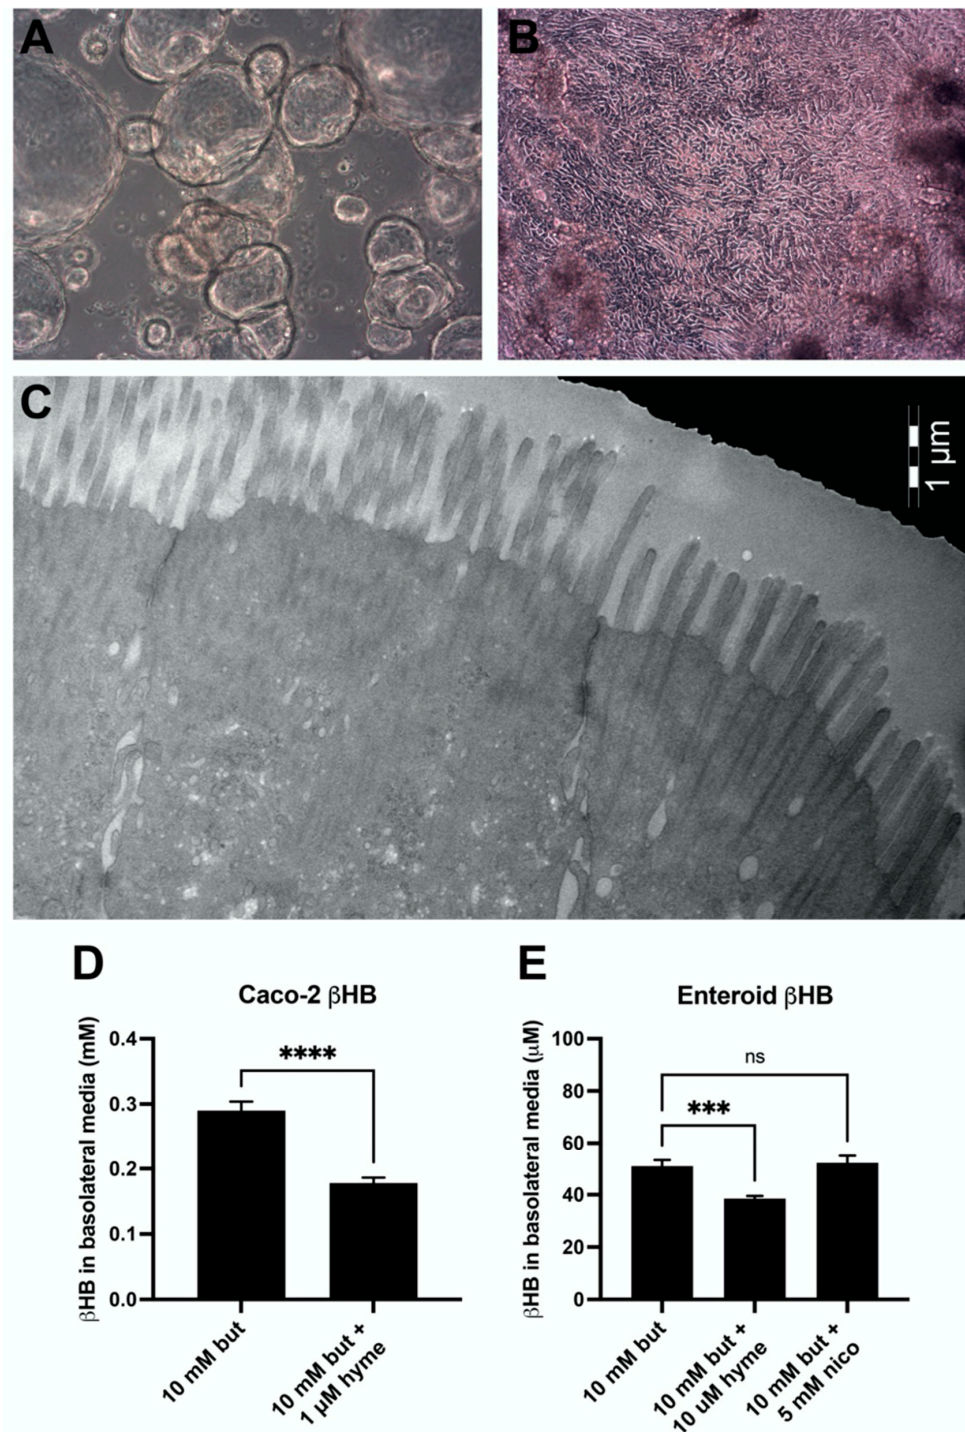 A
B
C
1 μm
D
Caco-2 βHB
βHB in basolateral media (mM)
0.4
0.3
0.2
0.1
0.0
****
10 mM but
10 mM but +
1 μM hyme
E
Enteroid βHB
βHB in basolateral media (μM)
100
80
60
40
20
0
ns
***
10 mM but
10 mM but +
10 uM hyme
10 mM but +
5 mM nico